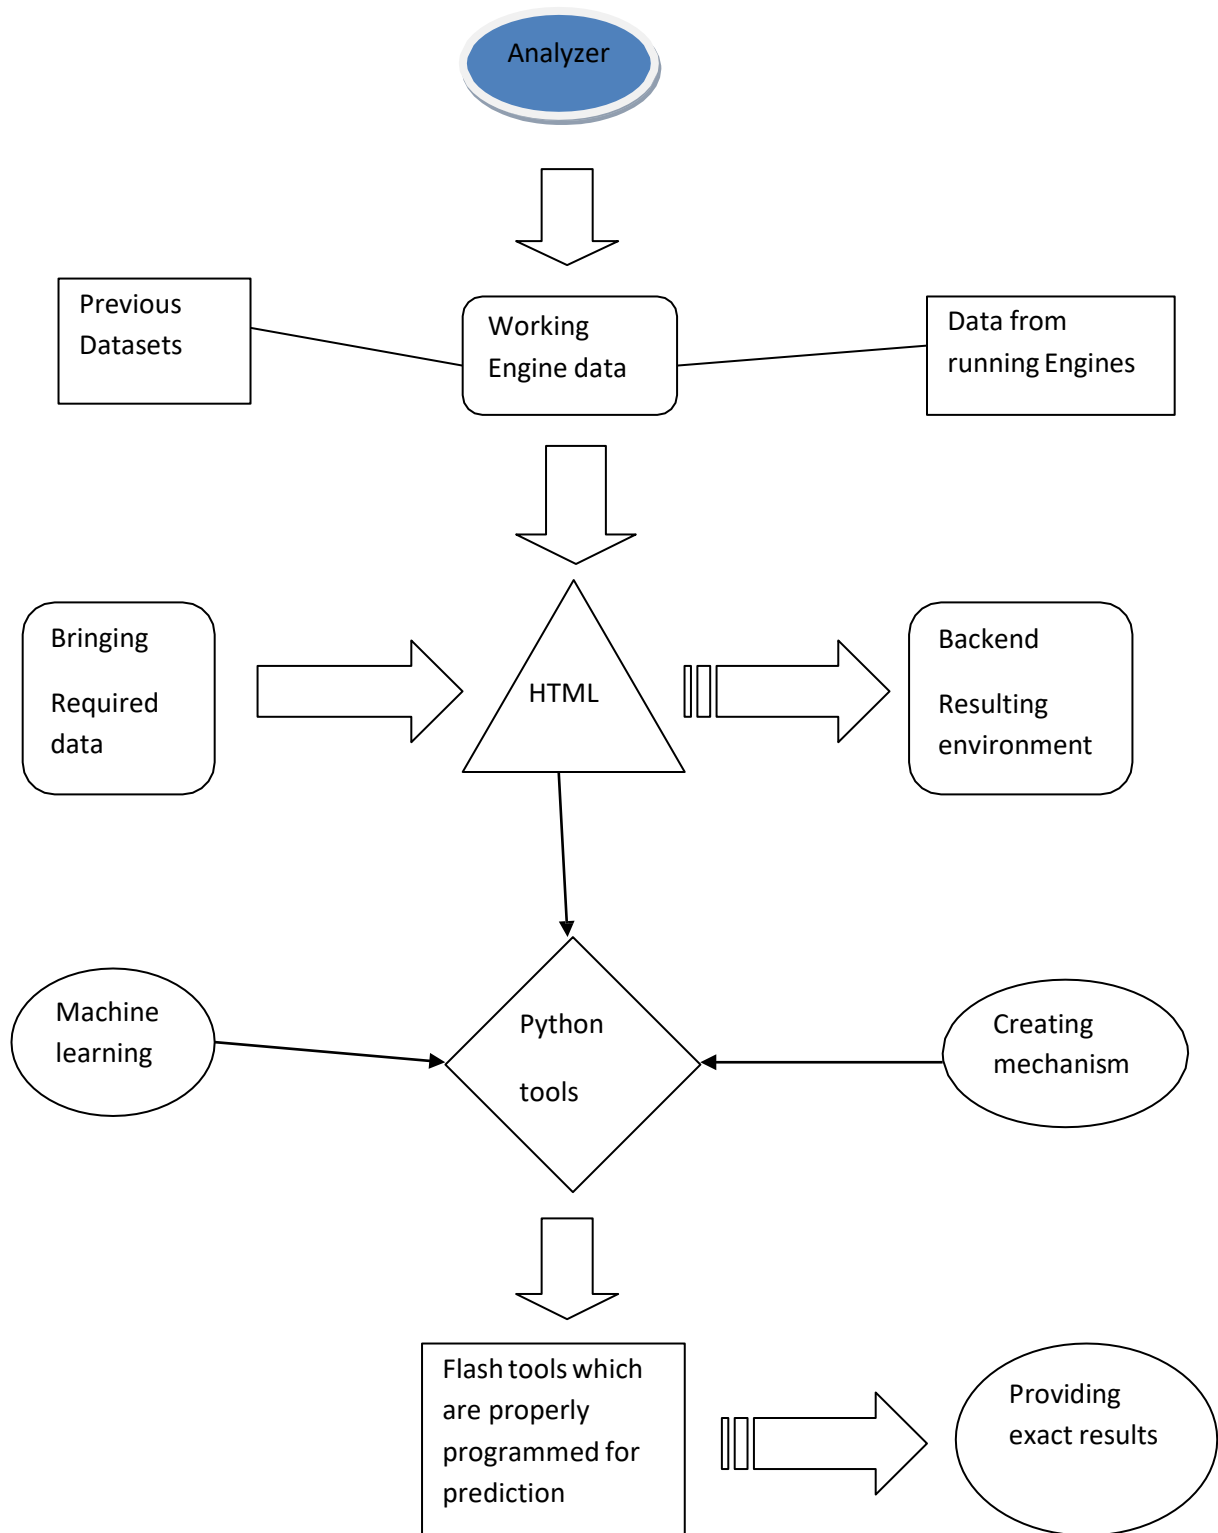 Analyzer
Previous
Datasets
Working
Engine data
Data from
running Engines
Bringing
Required
data
HTML
Backend
Resulting
environment
Machine
learning
Python
tools
Creating
mechanism
Flash tools which
are properly
programmed for
prediction
Providing
exact results